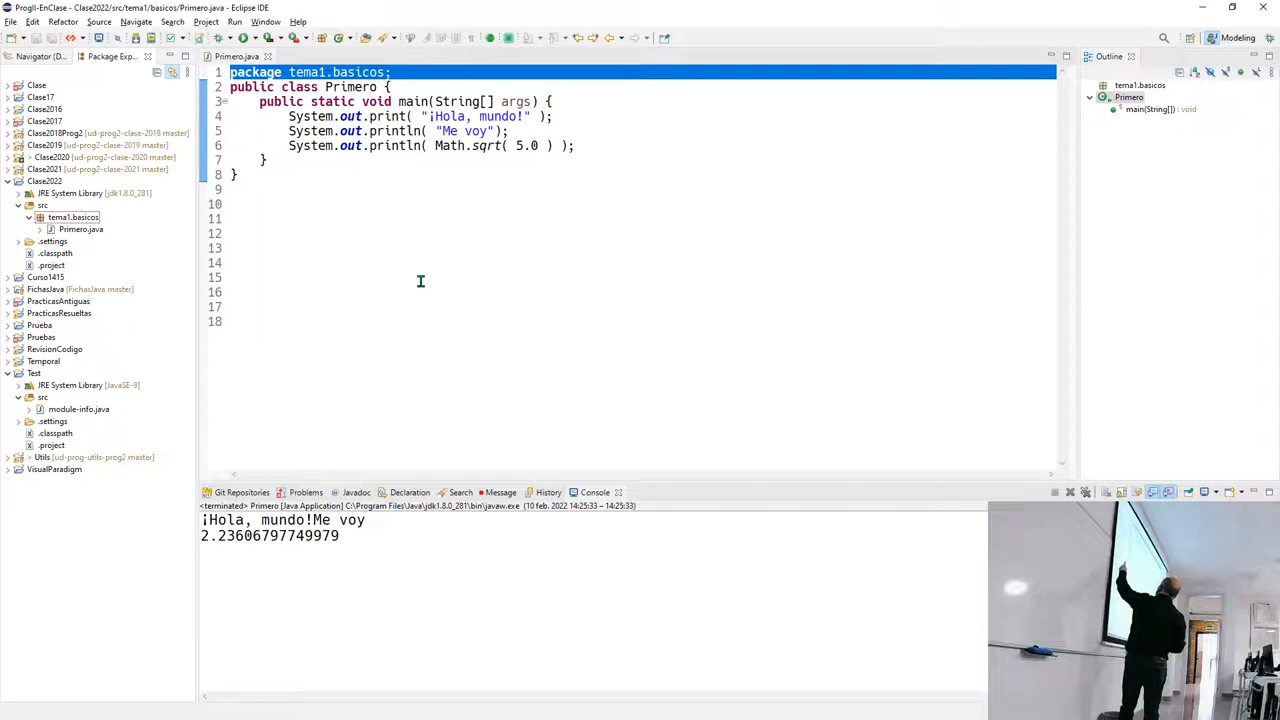 ProgII-EnClase - Clase2022/src/tema1/basicos/Primero.java - Eclipse IDE
File Edit Refactor Source Navigate Search Project Run Window Help
Modeling
Navigator (D...
Package Exp...
Clase
Clase17
Clase2016
Clase2017
Clase2018Prog2 [ud-prog2-clase-2018 master]
Clase2019 [ud-prog2-clase-2019 master]
> Clase2020 [ud-prog2-clase-2020 master]
Clase2021 [ud-prog2-clase-2021 master]
Clase2022
JRE System Library [jdk1.8.0_281]
src
tema1.basicos
Primero.java
.settings
.classpath
.project
Curso1415
FichasJava [FichasJava master]
PracticasAntiguas
PracticasResueltas
Prueba
Pruebas
RevisionCodigo
Temporal
Test
JRE System Library [JavaSE-9]
src
module-info.java
.settings
.classpath
.project
> Utils [ud-prog-utils-prog2 master]
VisualParadigm
Primero.java
1 package tema1.basicos;
2 public class Primero {
3 public static void main(String[] args) {
4 System.out.print( "¡Hola, mundo!" );
5 System.out.println( "Me voy");
6 System.out.println( Math.sqrt( 5.0 ) );
7 }
8 }
9
10
11
12
13
14
15
16
17
18
Outline
tema1.basicos
Primero
main(String[]) : void
Git Repositories Problems Javadoc Declaration Search Message History Console
<terminated> Primero [Java Application] C:\Program Files\Java\jdk1.8.0_281\bin\javaw.exe (10 feb. 2022 14:25:33 – 14:25:33)
¡Hola, mundo!Me voy
2.23606797749979